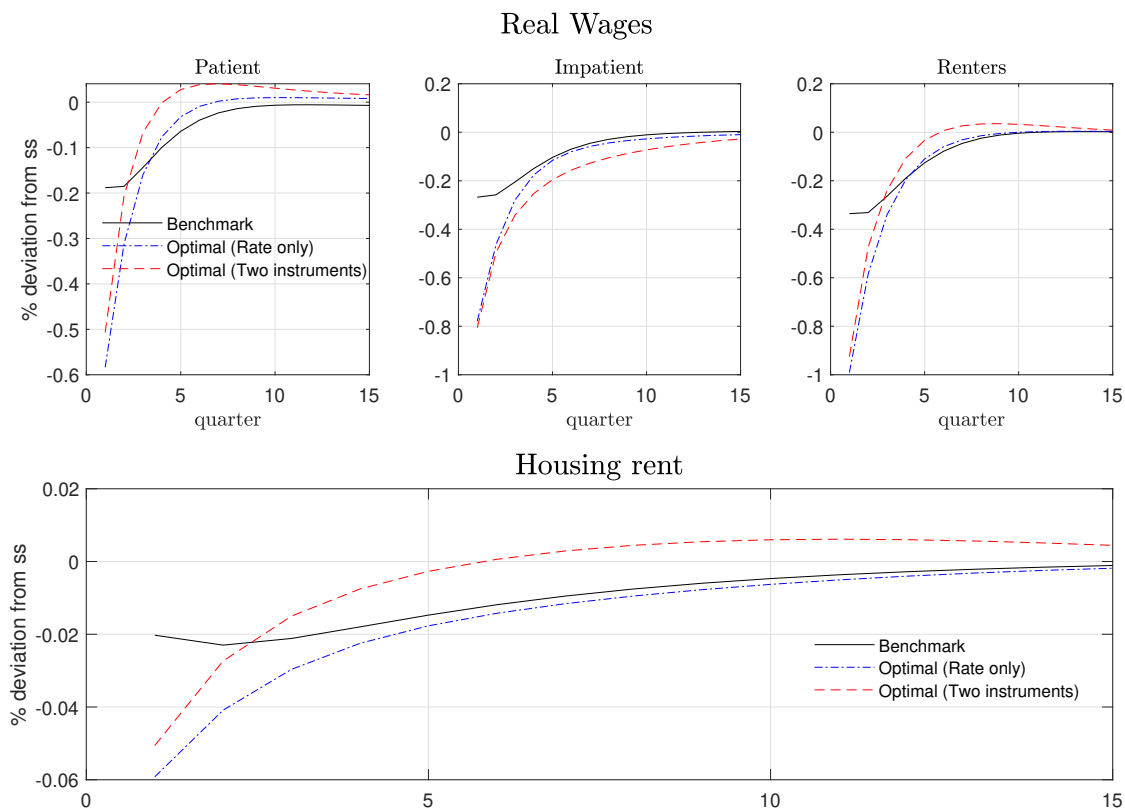 Real Wages
Patient
Impatient
Renters
% deviation from ss
0
-0.1
-0.2
-0.3
-0.4
-0.5
-0.6
Benchmark
Optimal (Rate only)
Optimal (Two instruments)
0 5 10 15
quarter
0.2
0
-0.2
-0.4
-0.6
-0.8
-1
0 5 10 15
quarter
0.2
0
-0.2
-0.4
-0.6
-0.8
-1
0 5 10 15
quarter
Housing rent
% deviation from ss
0.02
0
-0.02
-0.04
-0.06
Benchmark
Optimal (Rate only)
Optimal (Two instruments)
0 5 10 15